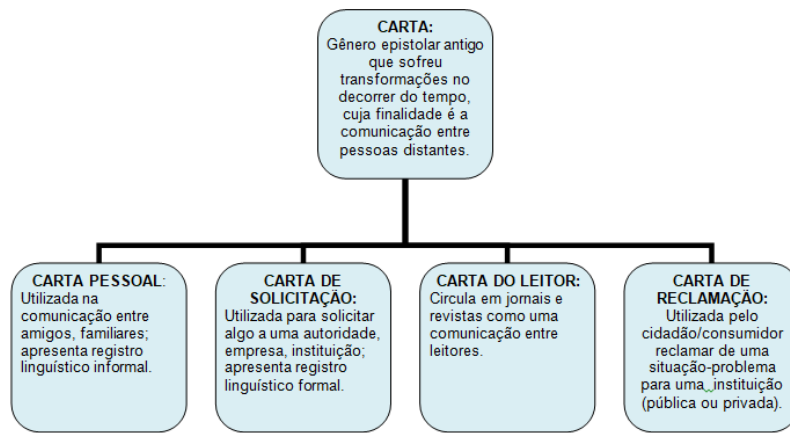 CARTA:
Gênero epistolar antigo
que sofreu
transformações no
decorrer do tempo,
cuja finalidade é a
comunicação entre
pessoas distantes.
CARTA PESSOAL:
Utilizada na
comunicação entre
amigos, familiares;
apresenta registro
linguístico informal.
CARTA DE
SOLICITAÇÃO:
Utilizada para solicitar
algo a uma autoridade,
empresa, instituição;
apresenta registro
linguístico formal.
CARTA DO LEITOR:
Circula em jornais e
revistas como uma
comunicação entre
leitores.
CARTA DE
RECLAMAÇÃO:
Utilizada pelo
cidadão/consumidor
reclamar de uma
situação-problema
para uma instituição
(pública ou privada).